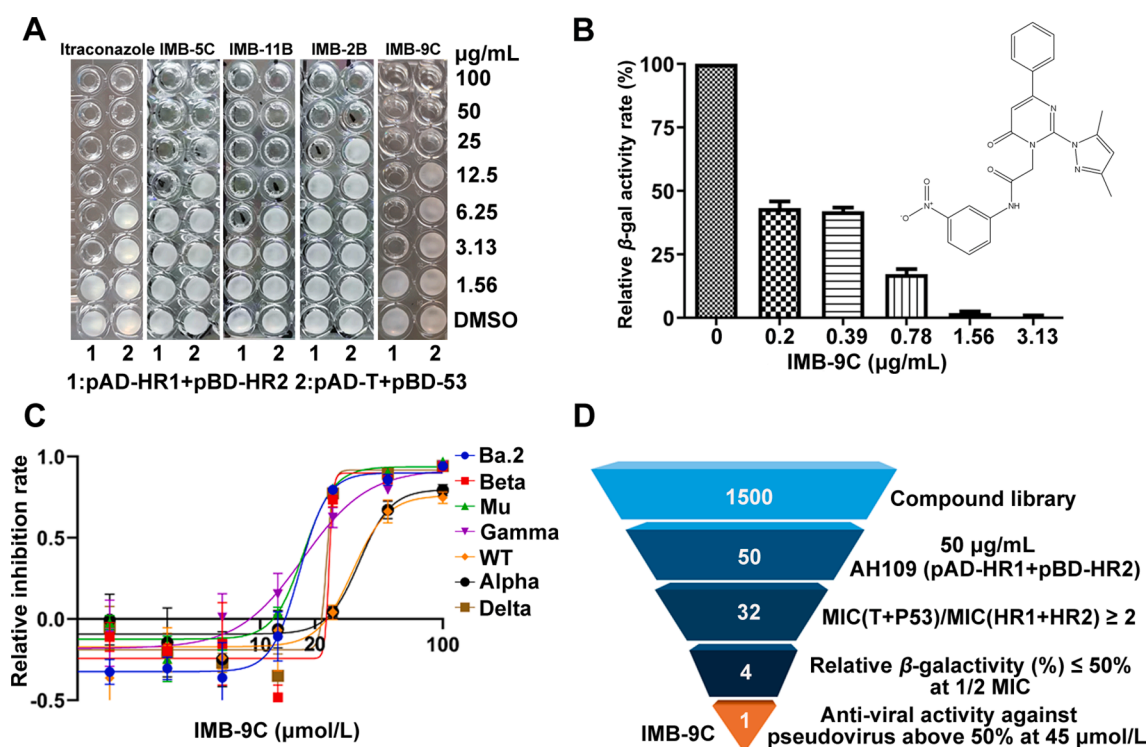 A
Itraconazole IMB-5C IMB-11B IMB-2B IMB-9C
µg/mL
100
50
25
12.5
6.25
3.13
1.56
DMSO
1 2 1 2 1 2 1 2 1 2
1:pAD-HR1+pBD-HR2 2:pAD-T+pBD-53
B
Relative β-gal activity rate (%)
100
75
50
25
0
0 0.2 0.39 0.78 1.56 3.13
IMB-9C (µg/mL)
N
O
N
N
N
O
NH
O
N⁺
O⁻
C
Relative inhibition rate
1.0
0.5
0.0
-0.5
10 20 100
IMB-9C (µmol/L)
Ba.2
Beta
Mu
Gamma
WT
Alpha
Delta
D
1500
Compound library
50
50 µg/mL
AH109 (pAD-HR1+pBD-HR2)
32
MIC(T+P53)/MIC(HR1+HR2) ≥ 2
4
Relative β-galactivity (%) ≤ 50%
at 1/2 MIC
IMB-9C
1
Anti-viral activity against
pseudovirus above 50% at 45 µmol/L